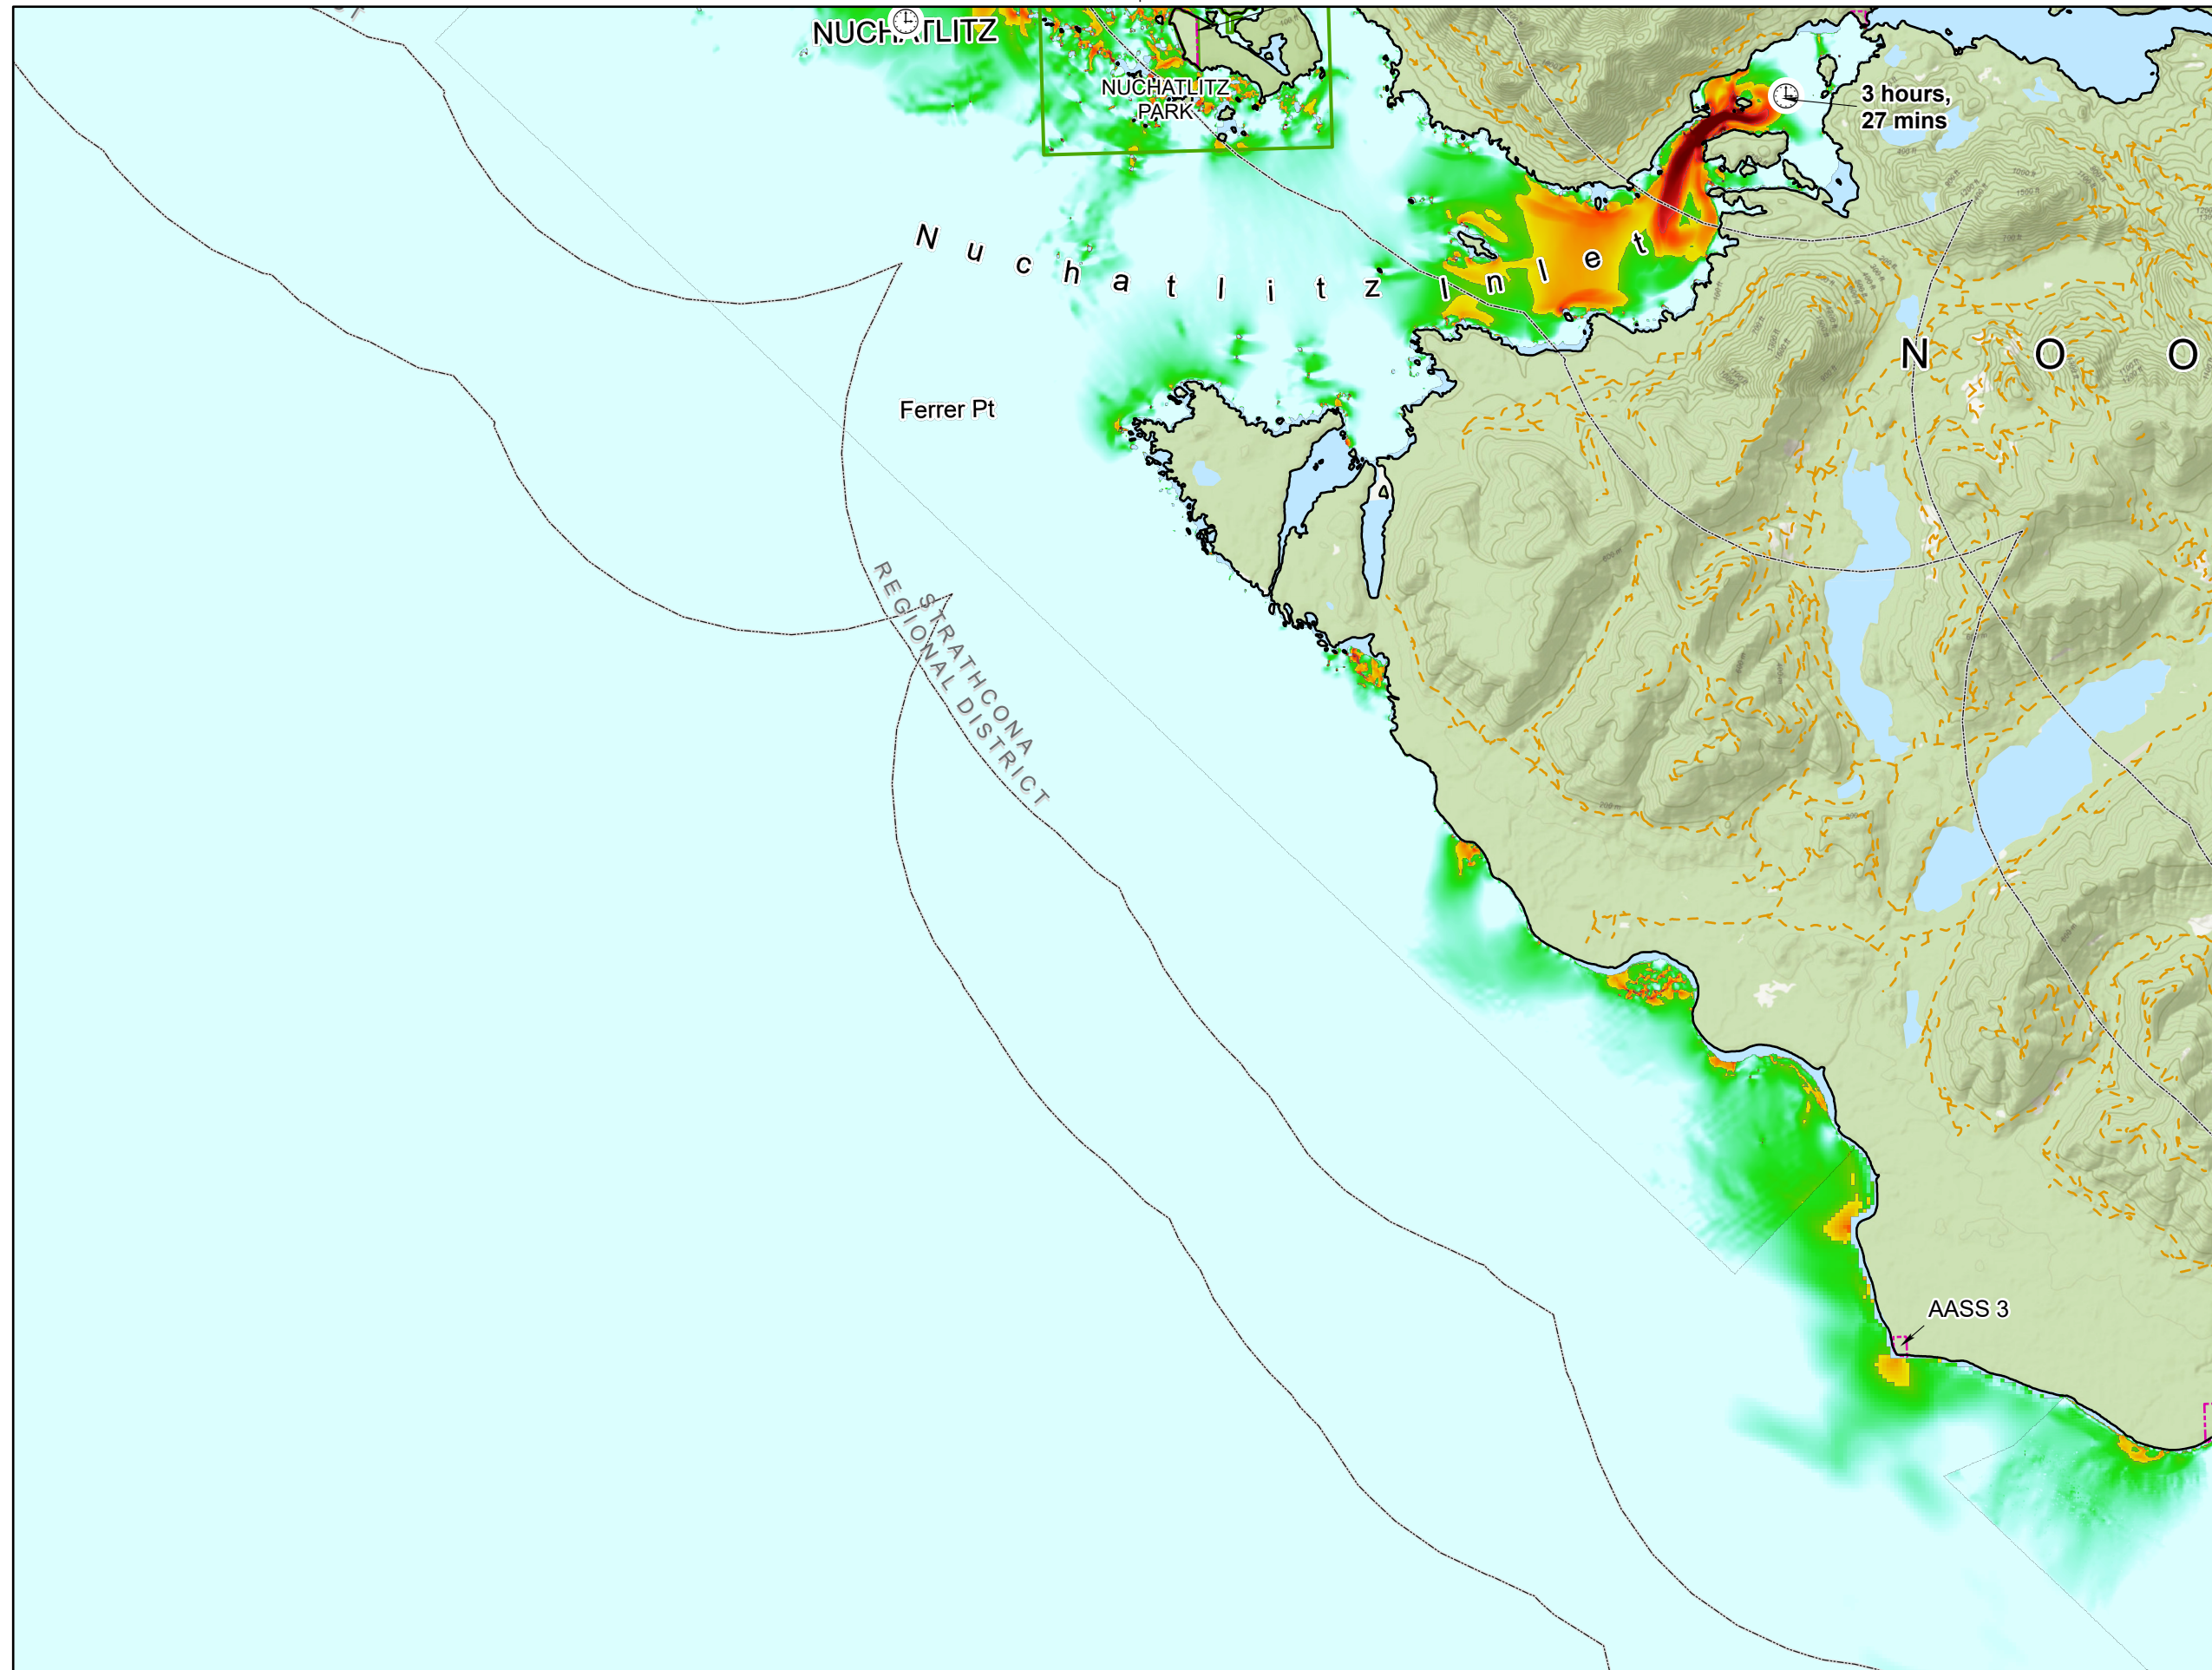 NUCHATLITZ
NUCHATLITZ
PARK
3 hours,
27 mins
Nuchatlitz Inlet
N O O
Ferrer Pt
STRATHCONA
REGIONAL DISTRICT
AASS 3